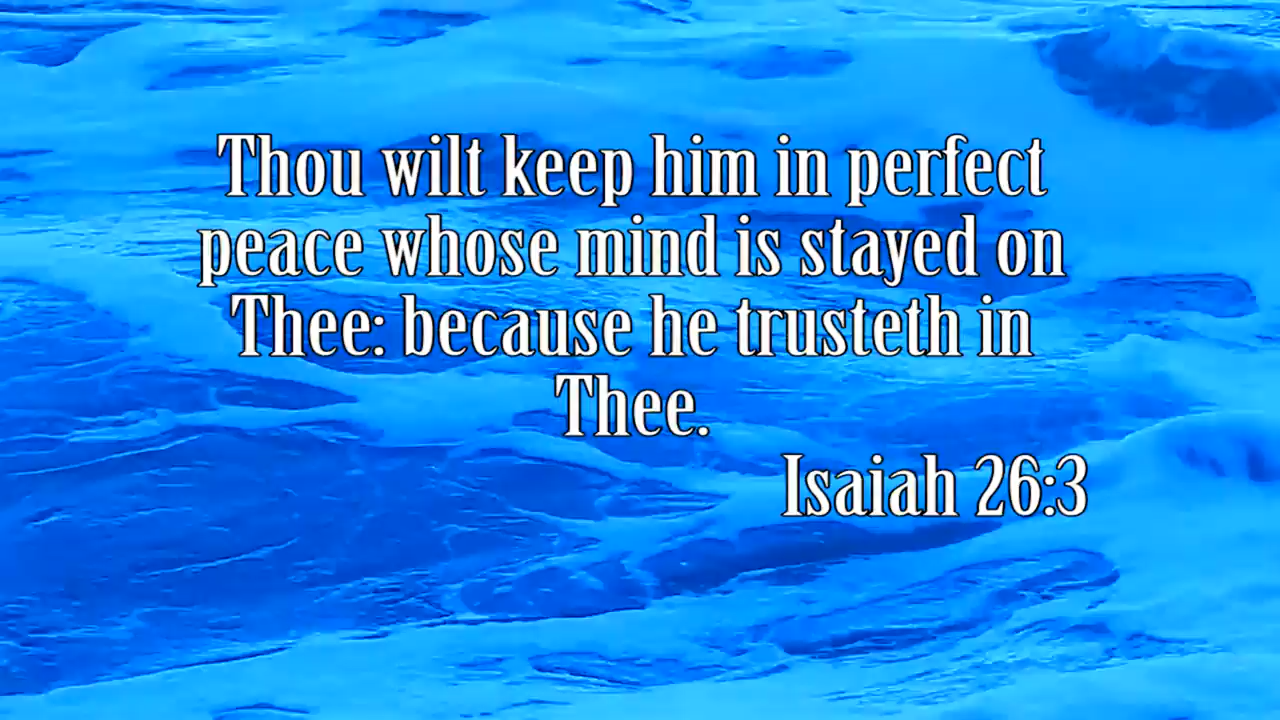 Thou wilt keep him in perfect
peace whose mind is stayed on
Thee: because he trusteth in
Thee.
Isaiah 26:3